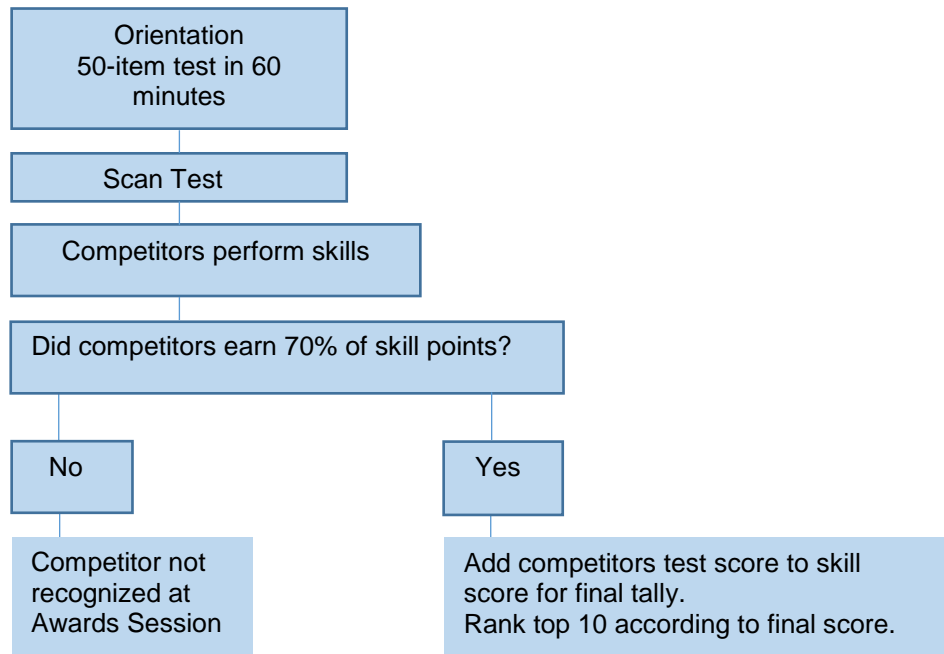 Orientation
50-item test in 60
minutes
Scan Test
Competitors perform skills
Did competitors earn 70% of skill points?
No
Yes
Competitor not
recognized at
Awards Session
Add competitors test score to skill
score for final tally.
Rank top 10 according to final score.